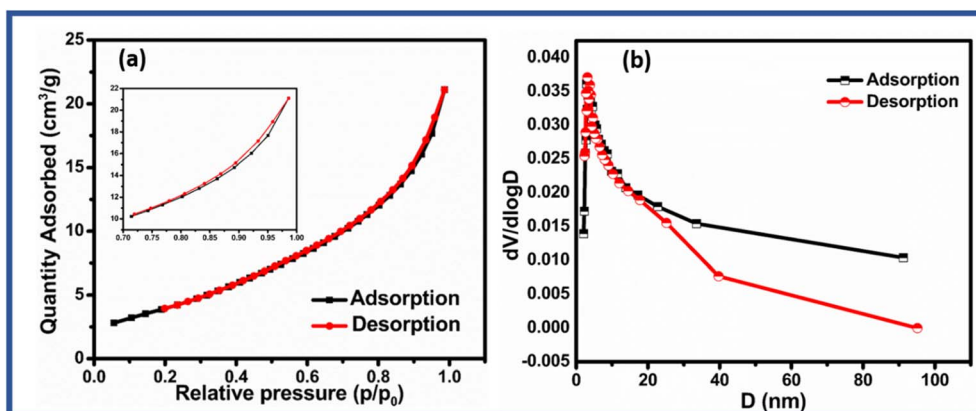 (a)
Quantity Adsorbed (cm³/g)
25
20
15
10
5
0
0.0 0.2 0.4 0.6 0.8 1.0
Relative pressure (p/p₀)
22
20
18
16
14
12
10
0.70 0.75 0.80 0.85 0.90 0.95 1.00
Adsorption
Desorption
(b)
dV/dlogD
0.040
0.035
0.030
0.025
0.020
0.015
0.010
0.005
0.000
-0.005
0 20 40 60 80 100
D (nm)
Adsorption
Desorption